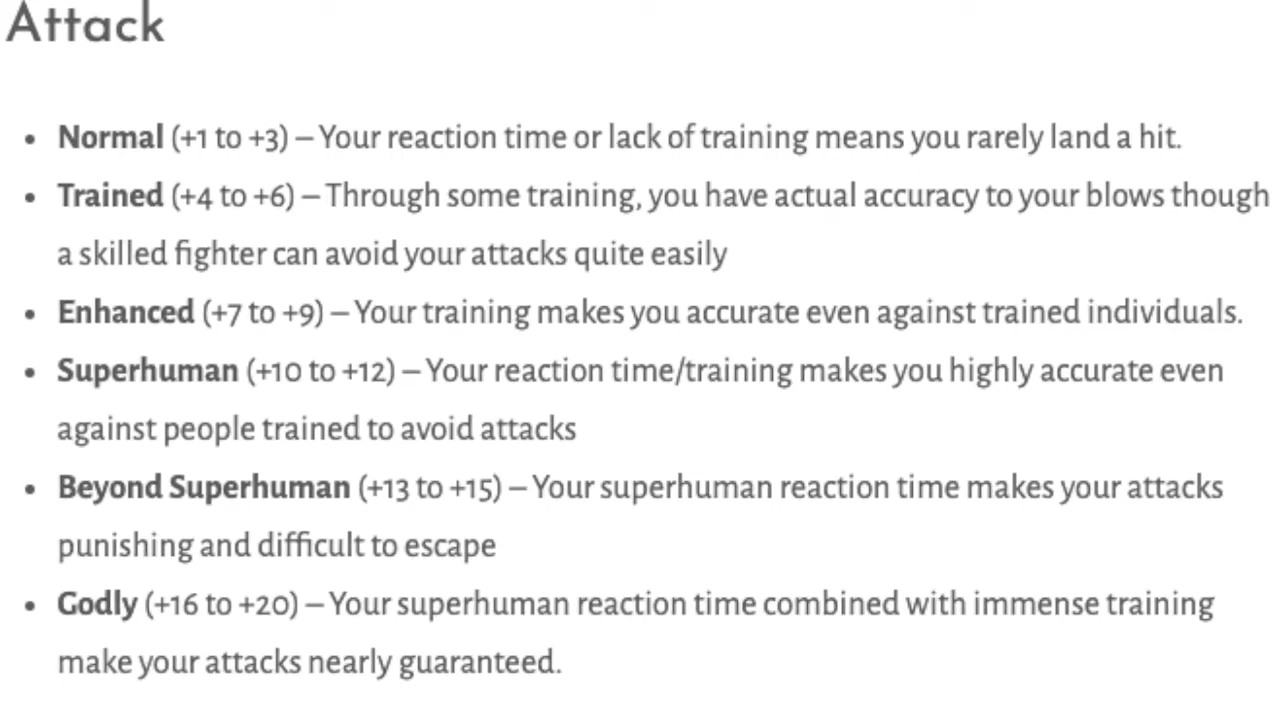 Attack
• Normal (+1 to +3) – Your reaction time or lack of training means you rarely land a hit.
• Trained (+4 to +6) – Through some training, you have actual accuracy to your blows though
a skilled fighter can avoid your attacks quite easily
• Enhanced (+7 to +9) – Your training makes you accurate even against trained individuals.
• Superhuman (+10 to +12) – Your reaction time/training makes you highly accurate even
against people trained to avoid attacks
• Beyond Superhuman (+13 to +15) – Your superhuman reaction time makes your attacks
punishing and difficult to escape
• Godly (+16 to +20) – Your superhuman reaction time combined with immense training
make your attacks nearly guaranteed.